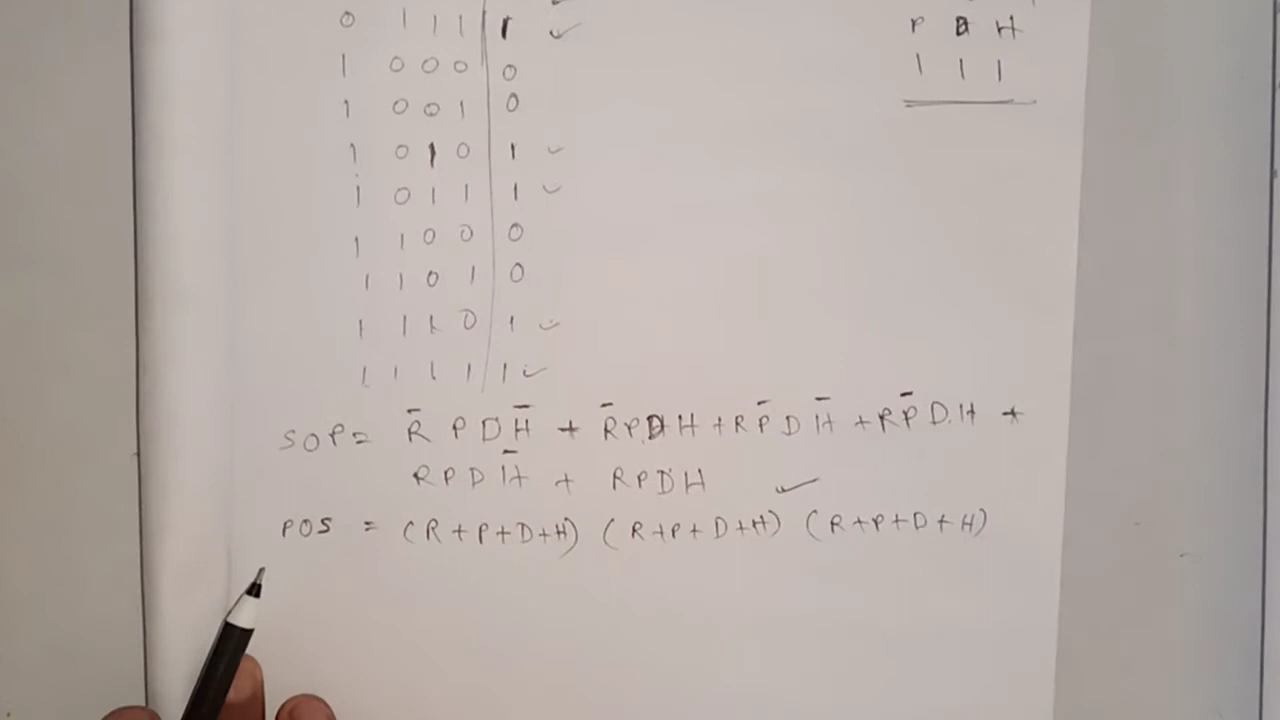 0 1 1 1 1 ✓
1 0 0 0 0
1 0 0 1 0
1 0 1 0 1 ✓
1 0 1 1 1 ✓
1 1 0 0 0
1 1 0 1 0
1 1 1 0 1 ✓
1 1 1 1 1 ✓
P D H
1 1 1
SOP = R̄ P D H̄ + R̄ P D H + R P̄ D H̄ + R P̄ D.H +
R P D H̄ + R P D H ✓
POS = (R+P+D+H) (R+P+D+H) (R+P+D+H)